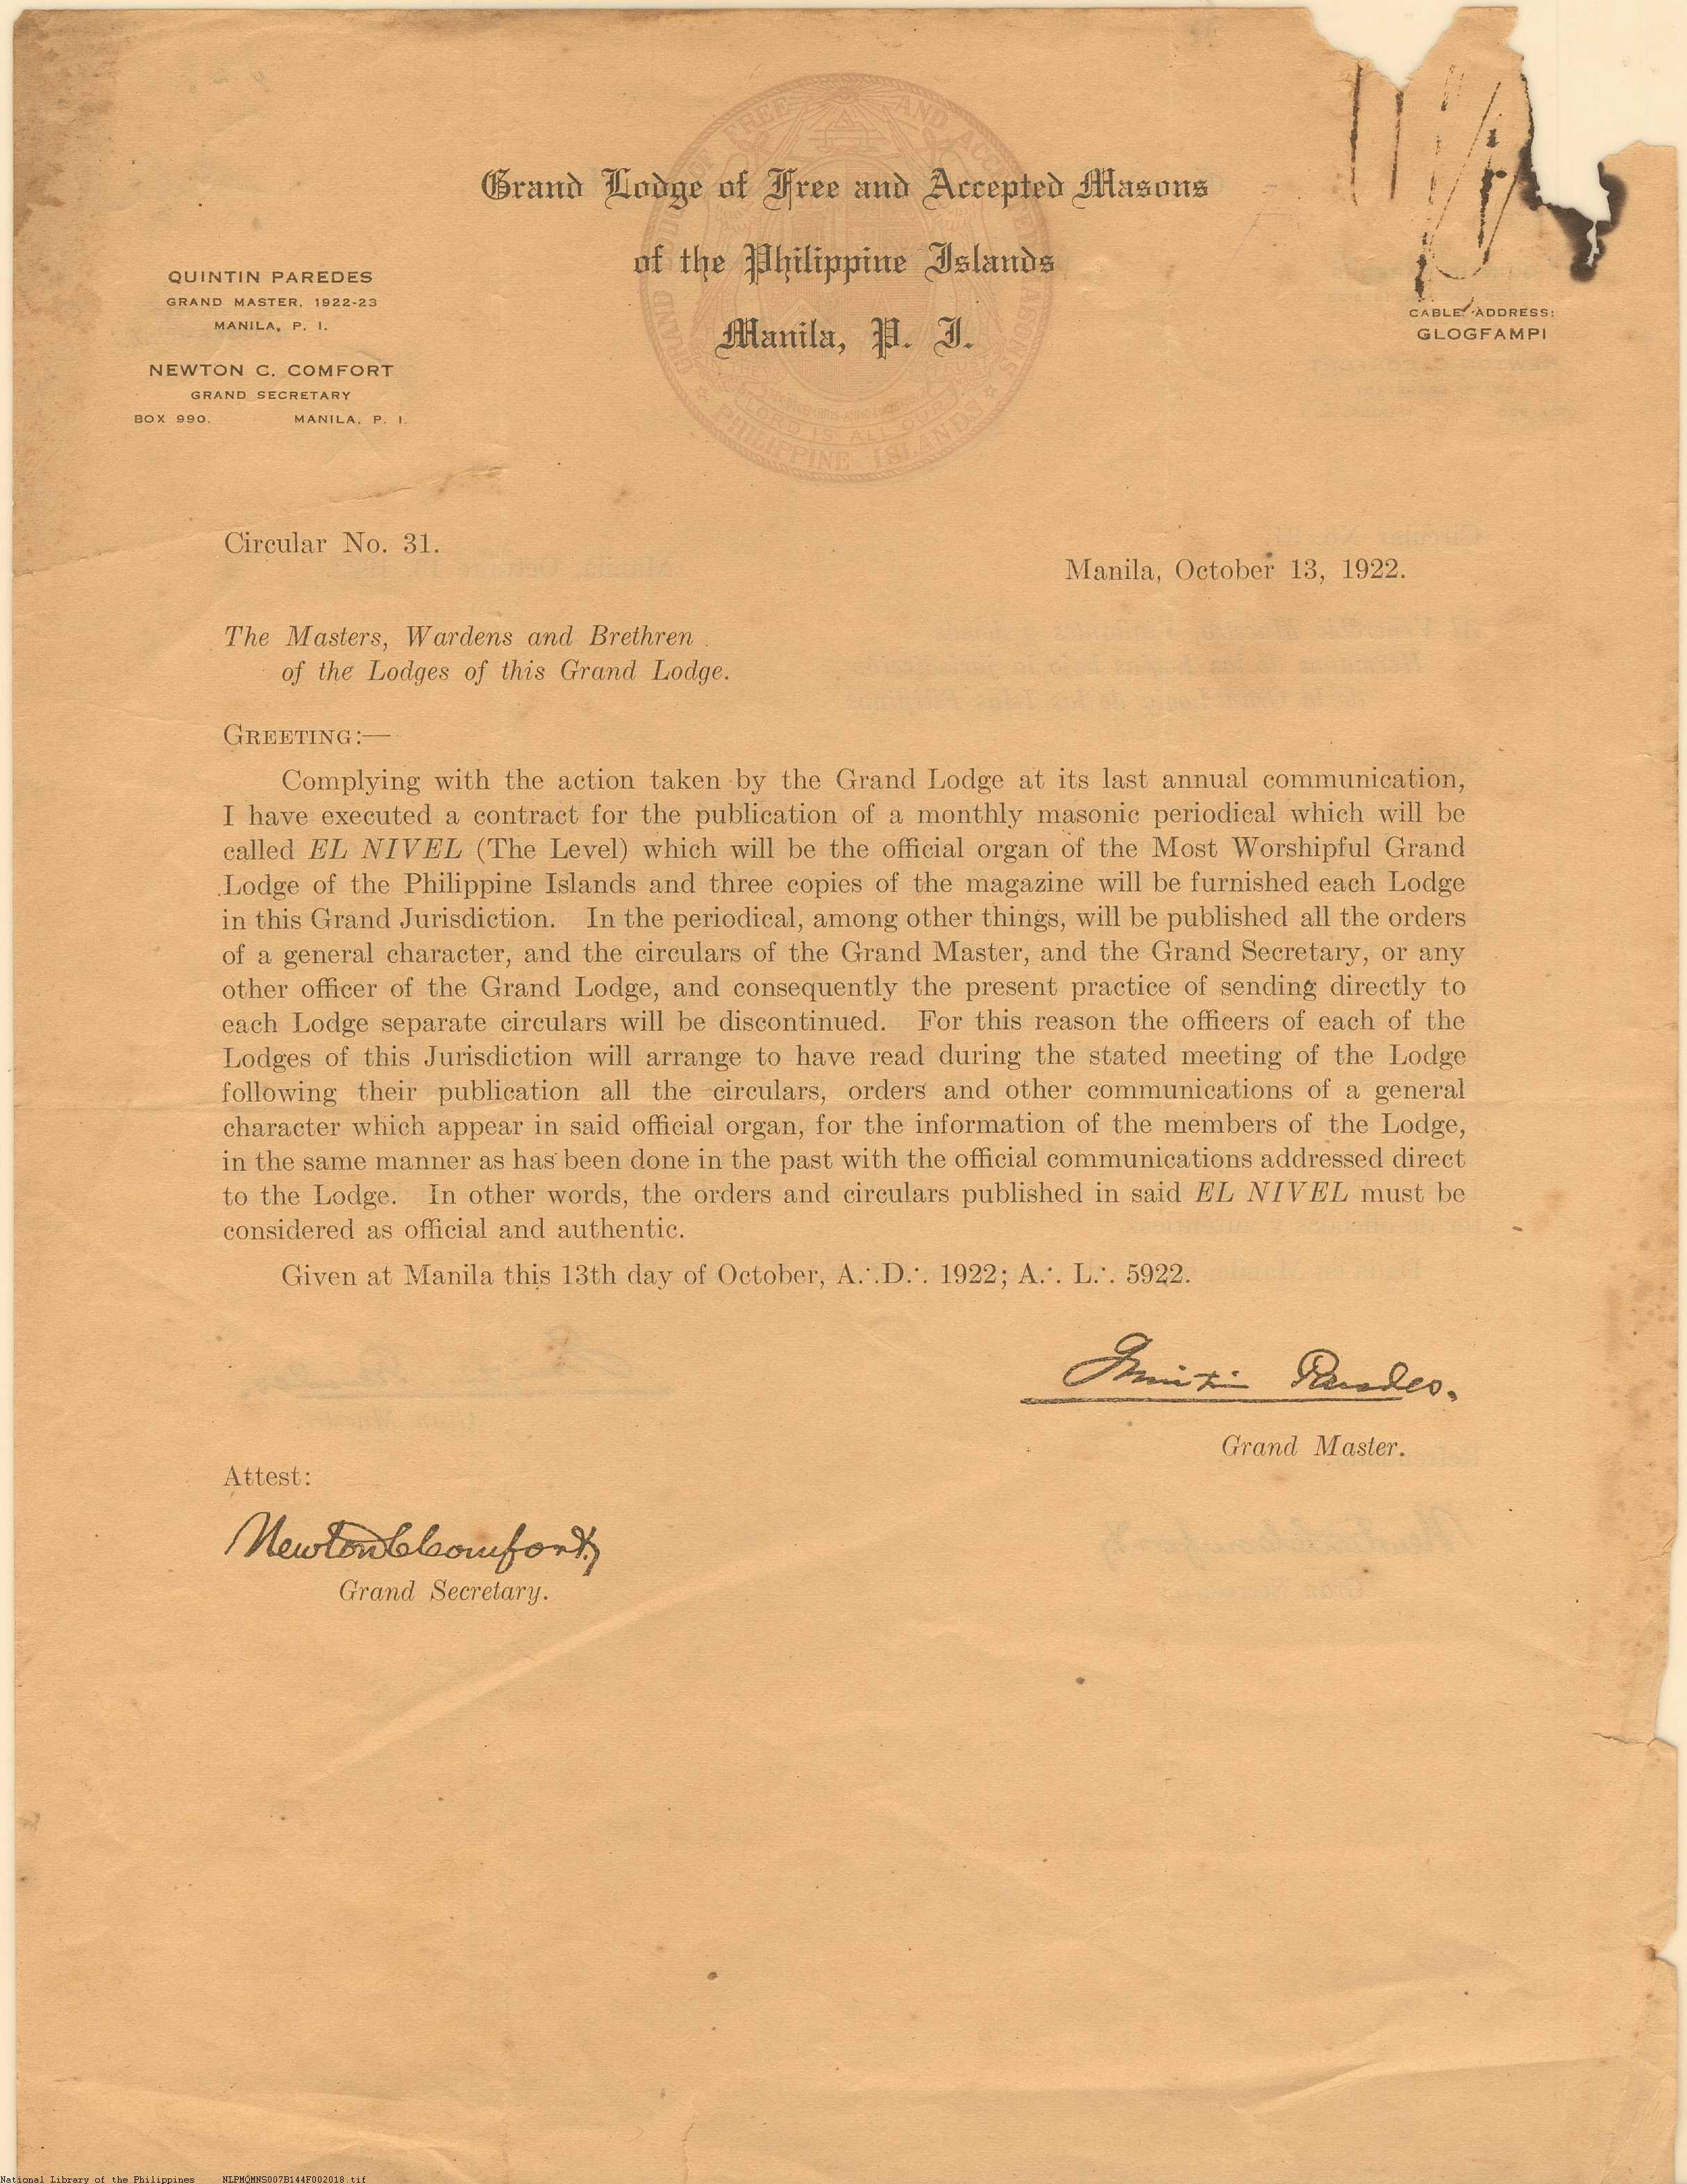 Grand Lodge of Free and Accepted Masons
of the Philippine Islands
Manila, P. I.
QUINTIN PAREDES
GRAND MASTER, 1922-23
MANILA, P. I.
NEWTON C. COMFORT
GRAND SECRETARY
BOX 990. MANILA, P. I.
CABLE ADDRESS:
GLOGFAMPI
GRAND LODGE OF FREE AND ACCEPTED MASONS
PHILIPPINE ISLANDS
Circular No. 31.
Manila, October 13, 1922.
The Masters, Wardens and Brethren
of the Lodges of this Grand Lodge.
GREETING:—
Complying with the action taken by the Grand Lodge at its last annual communication,
I have executed a contract for the publication of a monthly masonic periodical which will be
called EL NIVEL (The Level) which will be the official organ of the Most Worshipful Grand
Lodge of the Philippine Islands and three copies of the magazine will be furnished each Lodge
in this Grand Jurisdiction. In the periodical, among other things, will be published all the orders
of a general character, and the circulars of the Grand Master, and the Grand Secretary, or any
other officer of the Grand Lodge, and consequently the present practice of sending directly to
each Lodge separate circulars will be discontinued. For this reason the officers of each of the
Lodges of this Jurisdiction will arrange to have read during the stated meeting of the Lodge
following their publication all the circulars, orders and other communications of a general
character which appear in said official organ, for the information of the members of the Lodge,
in the same manner as has been done in the past with the official communications addressed direct
to the Lodge. In other words, the orders and circulars published in said EL NIVEL must be
considered as official and authentic.
Given at Manila this 13th day of October, A∴D∴ 1922; A∴ L∴ 5922.
Quintin Paredes.
Grand Master.
Attest:
Newton C Comfort
Grand Secretary.
National Library of the Philippines NLPMQMNS007B144F002018.tif